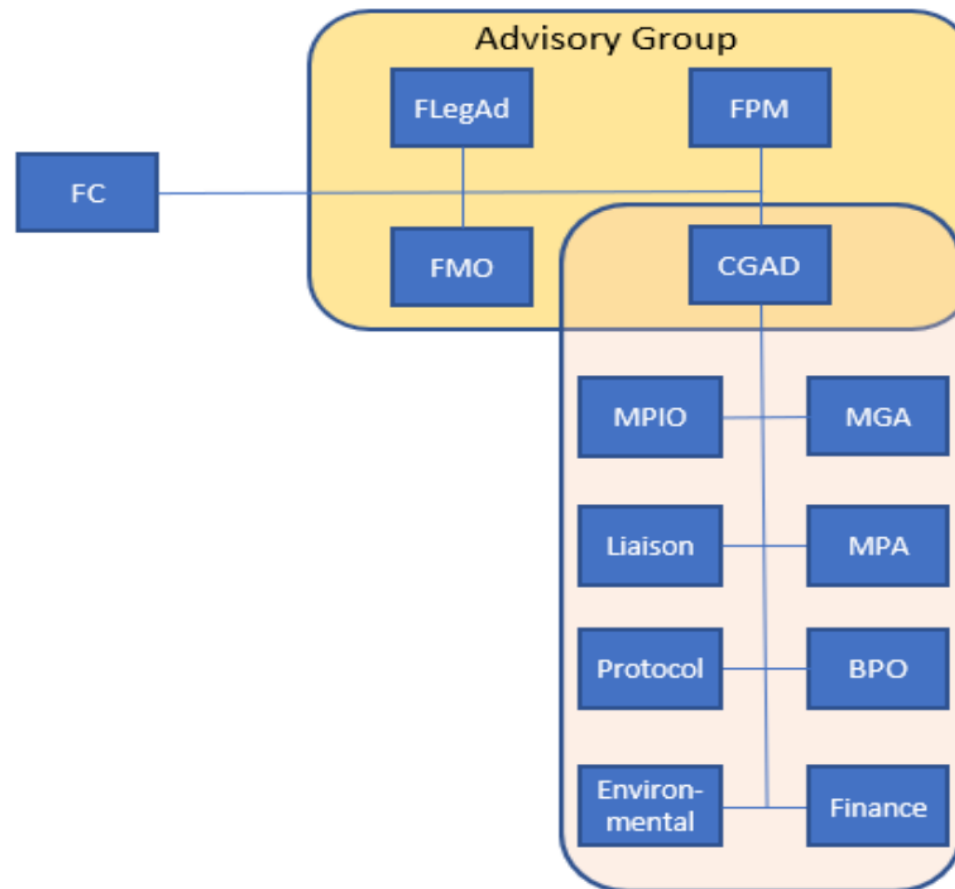 Advisory Group
FLegAd
FPM
FC
FMO
CGAD
MPIO
MGA
Liaison
MPA
Protocol
BPO
Environ-
mental
Finance